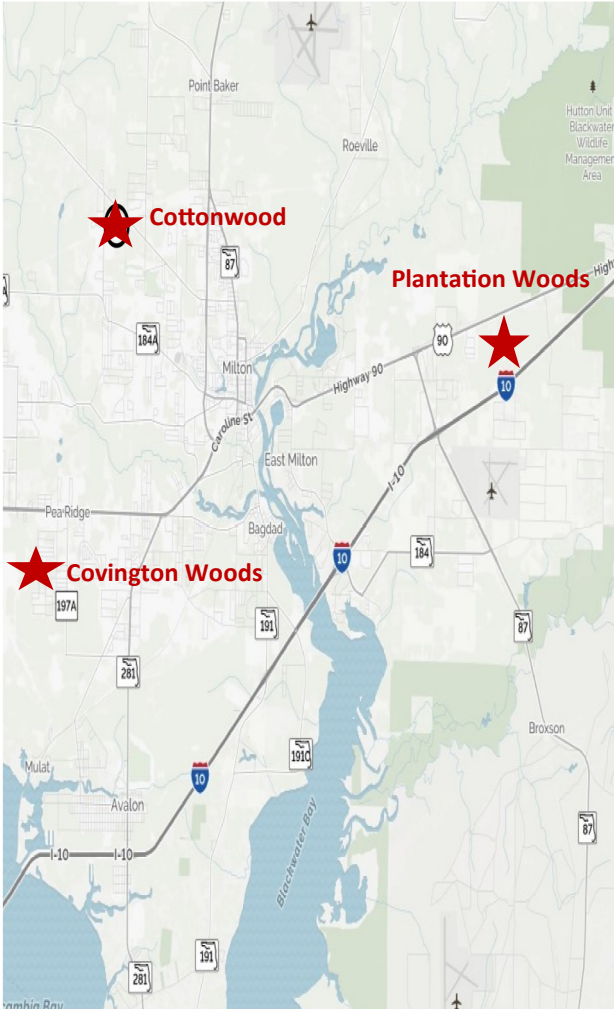 Point Baker
Hutton Unit
Blackwater
Wildlife
Management
Area
Roeville
Cottonwood
87
Plantation Woods
184A
90
Milton
Highway 90
10
Caroline St
East Milton
I-10
Pea Ridge
Bagdad
10
184
Covington Woods
197A
191
87
281
Broxson
191C
Mulat
10
Avalon
87
I-10
I-10
Blackwater Bay
191
281